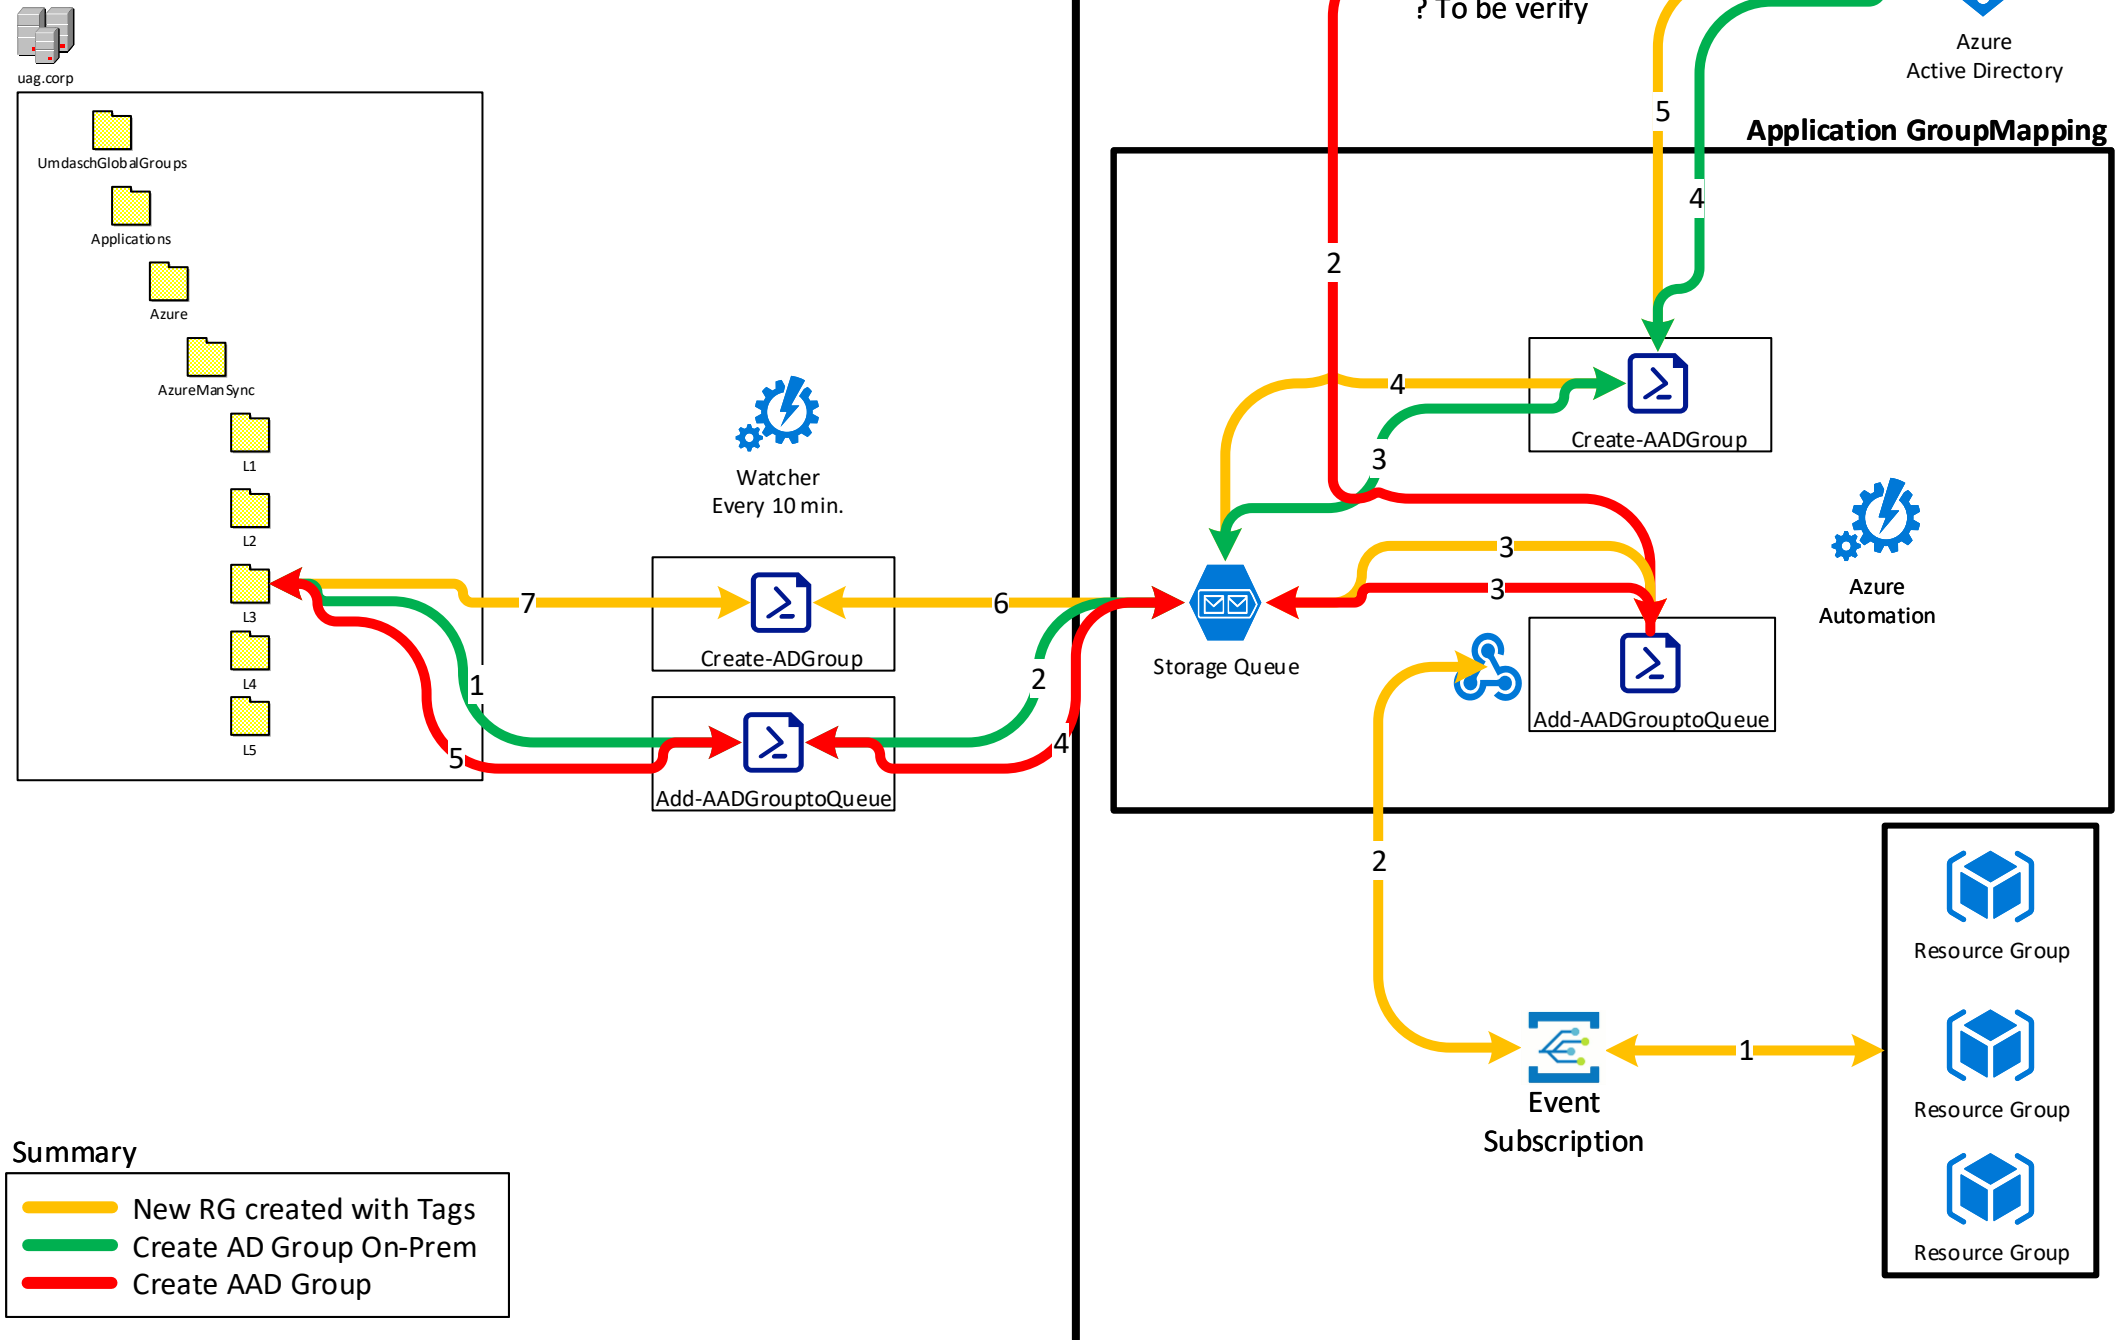 uag.corp
UmdaschGlobalGroups
Applications
Azure
AzureManSync
L1
L2
L3
L4
L5
Watcher
Every 10 min.
7
6
Create-ADGroup
1
2
5
4
Add-AADGrouptoQueue
? To be verify
Azure
Active Directory
Application GroupMapping
5
4
2
4
Create-AADGroup
3
3
3
Storage Queue
Add-AADGrouptoQueue
Azure
Automation
2
1
Event
Subscription
Resource Group
Resource Group
Resource Group
Summary
New RG created with Tags
Create AD Group On-Prem
Create AAD Group